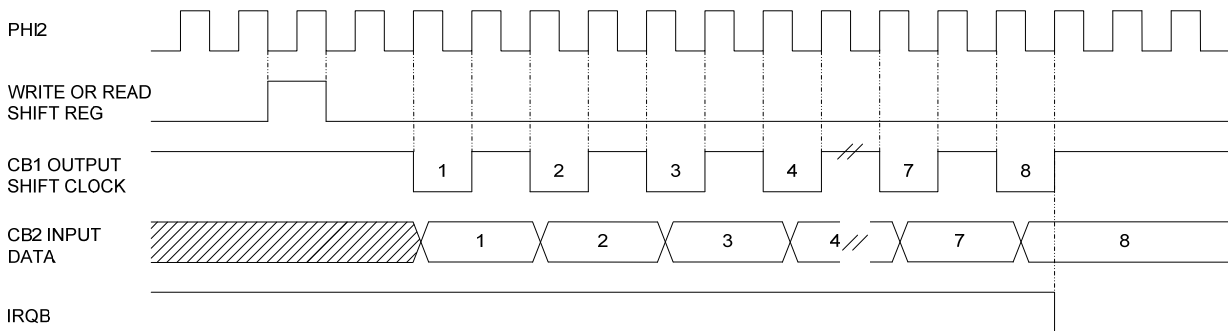 PHI2
WRITE OR READ
SHIFT REG
CB1 OUTPUT
SHIFT CLOCK
1 2 3 4 7 8
CB2 INPUT
DATA
1 2 3 4 7 8
IRQB